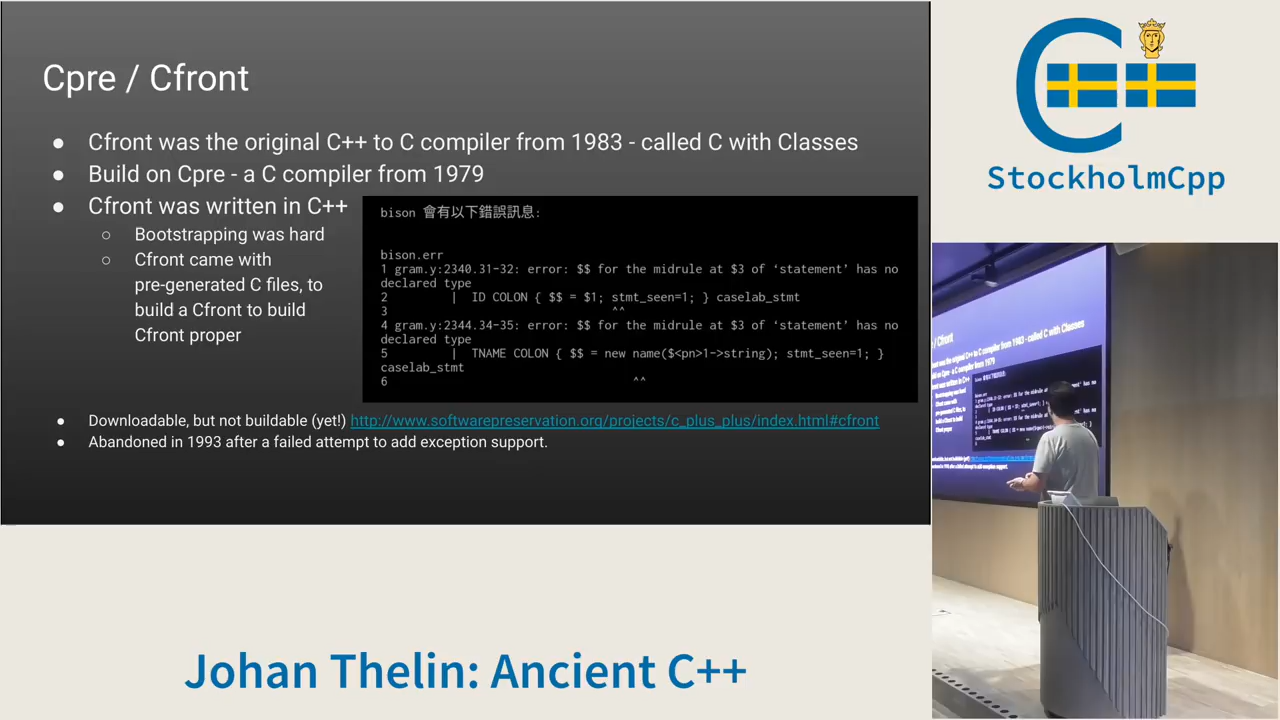 Cpre / Cfront
● Cfront was the original C++ to C compiler from 1983 - called C with Classes
● Build on Cpre - a C compiler from 1979
● Cfront was written in C++
○ Bootstrapping was hard
○ Cfront came with
pre-generated C files, to
build a Cfront to build
Cfront proper
bison 會有以下錯誤訊息:
bison.err
1 gram.y:2340.31-32: error: $$ for the midrule at $3 of ‘statement’ has no
declared type
2 | ID COLON { $$ = $1; stmt_seen=1; } caselab_stmt
3 ^^
4 gram.y:2344.34-35: error: $$ for the midrule at $3 of ‘statement’ has no
declared type
5 | TNAME COLON { $$ = new name($<pn>1->string); stmt_seen=1; }
caselab_stmt
6 ^^
● Downloadable, but not buildable (yet!) http://www.softwarepreservation.org/projects/c_plus_plus/index.html#cfront
● Abandoned in 1993 after a failed attempt to add exception support.
C++
StockholmCpp
Johan Thelin: Ancient C++